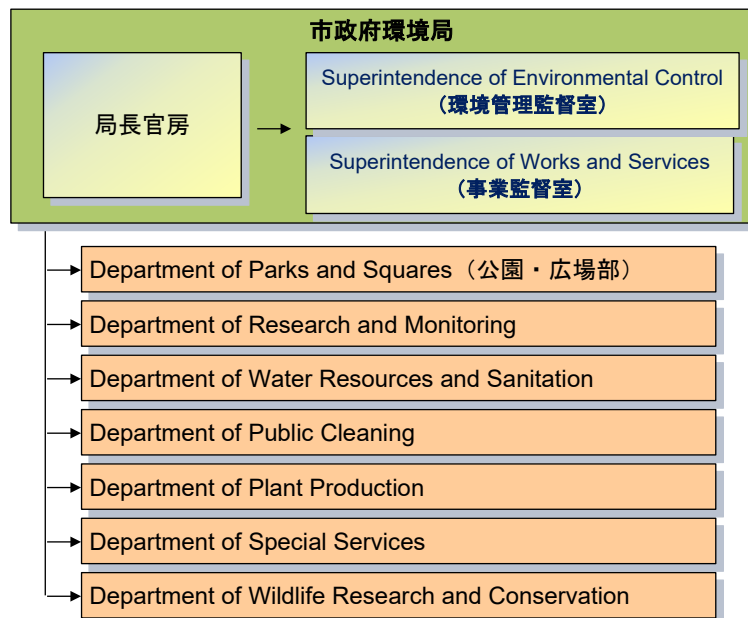 市政府環境局
局長官房
Superintendence of Environmental Control
（環境管理監督室）
Superintendence of Works and Services
（事業監督室）
Department of Parks and Squares（公園・広場部）
Department of Research and Monitoring
Department of Water Resources and Sanitation
Department of Public Cleaning
Department of Plant Production
Department of Special Services
Department of Wildlife Research and Conservation